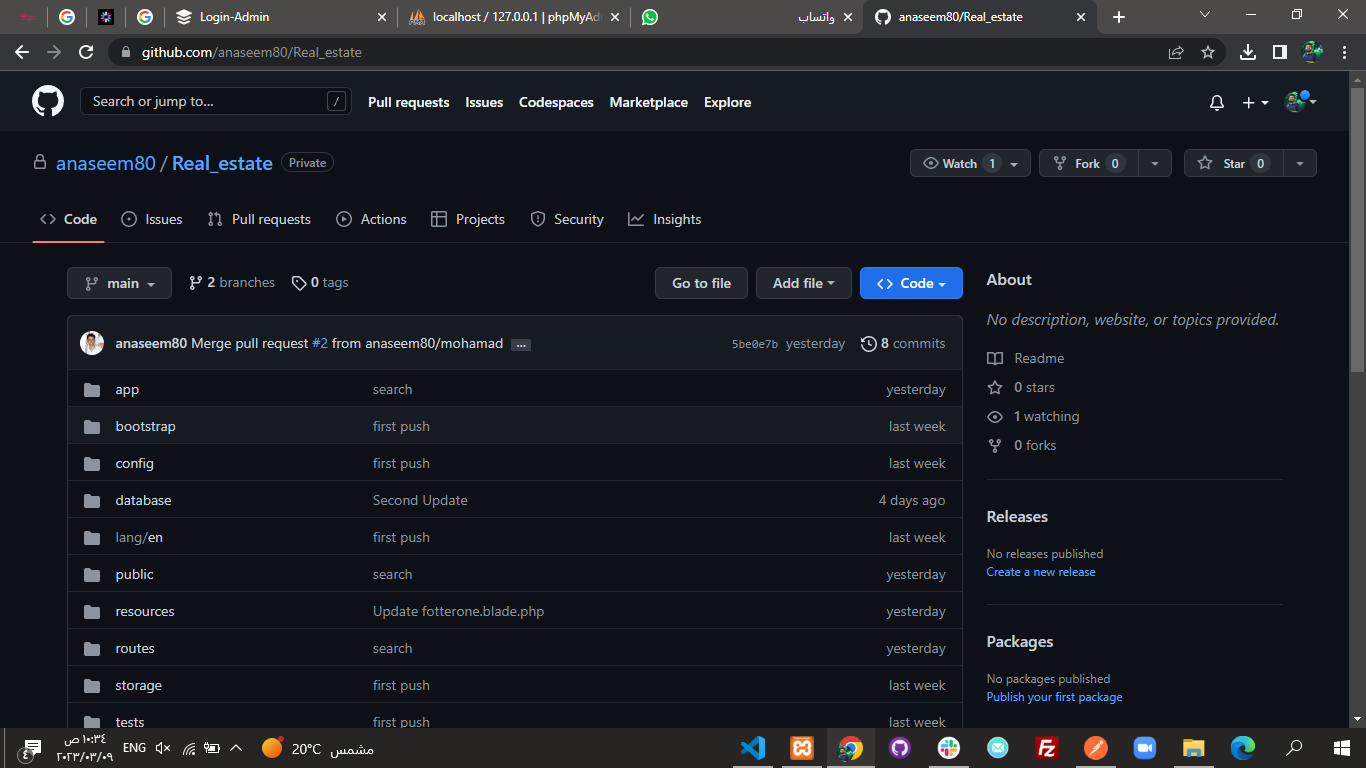 Login-Admin
localhost / 127.0.0.1 | phpMyAd
واتساب
anaseem80/Real_estate
github.com/anaseem80/Real_estate
Search or jump to...
/
Pull requests
Issues
Codespaces
Marketplace
Explore
anaseem80 / Real_estate
Private
Watch 1
Fork 0
Star 0
Code
Issues
Pull requests
Actions
Projects
Security
Insights
main
2 branches
0 tags
Go to file
Add file
Code
anaseem80 Merge pull request #2 from anaseem80/mohamad ...
5be0e7b yesterday
8 commits
app search yesterday
bootstrap first push last week
config first push last week
database Second Update 4 days ago
lang/en first push last week
public search yesterday
resources Update fotterone.blade.php yesterday
routes search yesterday
storage first push last week
tests first push last week
About
No description, website, or topics provided.
Readme
0 stars
1 watching
0 forks
Releases
No releases published
Create a new release
Packages
No packages published
Publish your first package
٤
١٠:٣٤ ص
٢٠٢٣/٠٣/٠٩
ENG
20°C مشمس